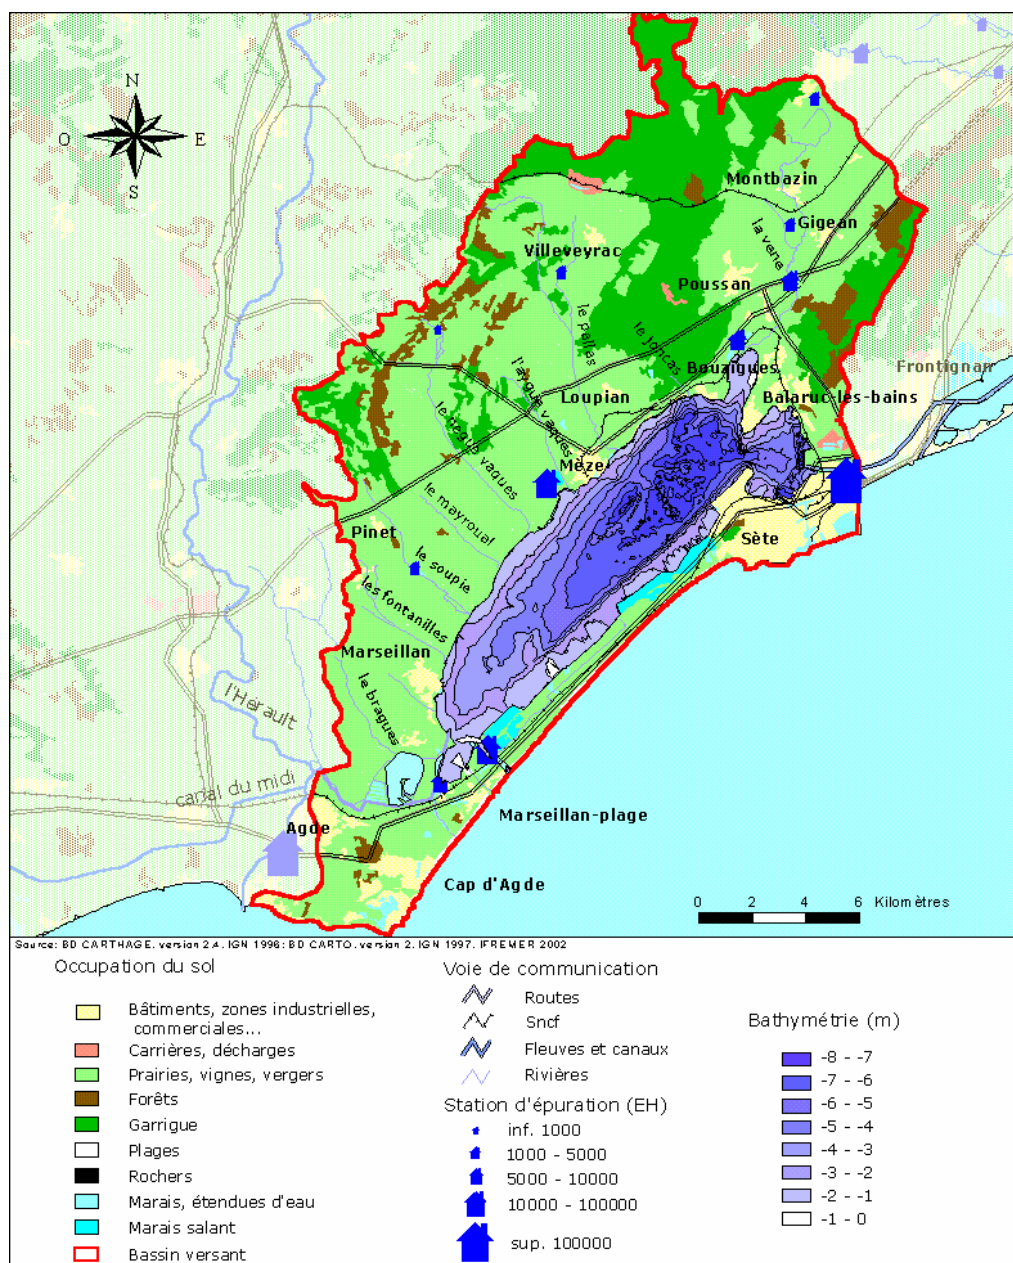 N
O
E
S
Montbazin
Gigean
la vene
Villeveyrac
Poussan
le pallas
le joncas
Bouzigues
Frontignan
Loupian
Balaruc-les-bains
Mèze
le nègue vaques
le mayroual
Pinet
le soupie
Sète
les fontanilles
Marseillan
l'Hérault
le bragues
canal du midi
Marseillan-plage
Agde
Cap d'Agde
0 2 4 6 Kilomètres
Source: BD CARTHAGE, version 2.4, IGN 1996; BD CARTO, version 2, IGN 1997, IFREMER 2002
Occupation du sol
Bâtiments, zones industrielles,
commerciales...
Carrières, décharges
Prairies, vignes, vergers
Forêts
Garrigue
Plages
Rochers
Marais, étendues d'eau
Marais salant
Bassin versant
Voie de communication
Routes
Sncf
Fleuves et canaux
Rivières
Station d'épuration (EH)
inf. 1000
1000 - 5000
5000 - 10000
10000 - 100000
sup. 100000
Bathymétrie (m)
-8 - -7
-7 - -6
-6 - -5
-5 - -4
-4 - -3
-3 - -2
-2 - -1
-1 - 0